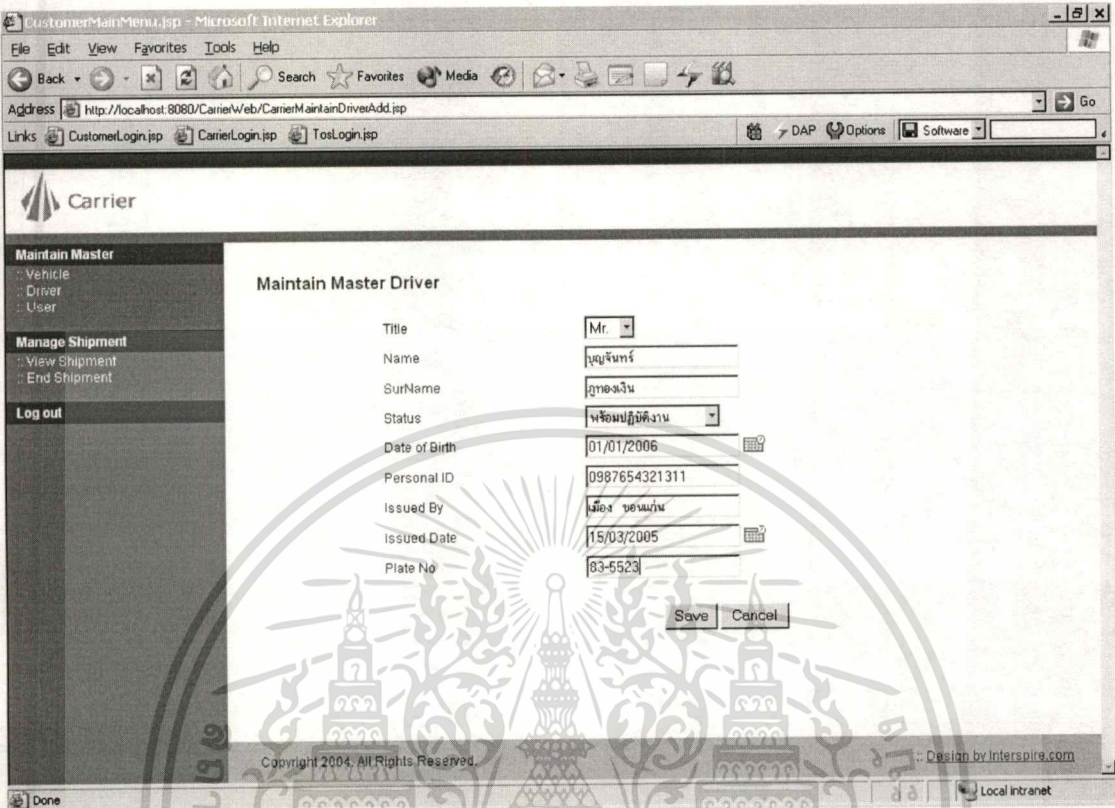 CustomerMainMenu.jsp - Microsoft Internet Explorer
File Edit View Favorites Tools Help
Back Search Favorites Media
Address http://localhost:8080/CarrierWeb/CarrierMaintainDriverAdd.jsp Go
Links CustomerLogin.jsp CarrierLogin.jsp TosLogin.jsp DAP Options Software
Carrier
Maintain Master
:: Vehicle
:: Driver
:: User
Manage Shipment
:: View Shipment
:: End Shipment
Log out
Maintain Master Driver
Title Mr.
Name บุญจันทร์
SurName ภูทองเงิน
Status พร้อมปฏิบัติงาน
Date of Birth 01/01/2006
Personal ID 0987654321311
Issued By เมือง ขอนแก่น
Issued Date 15/03/2005
Plate No 83-5523
Save Cancel
Copyright 2004. All Rights Reserved. :: Design by Interspire.com
Done Local intranet